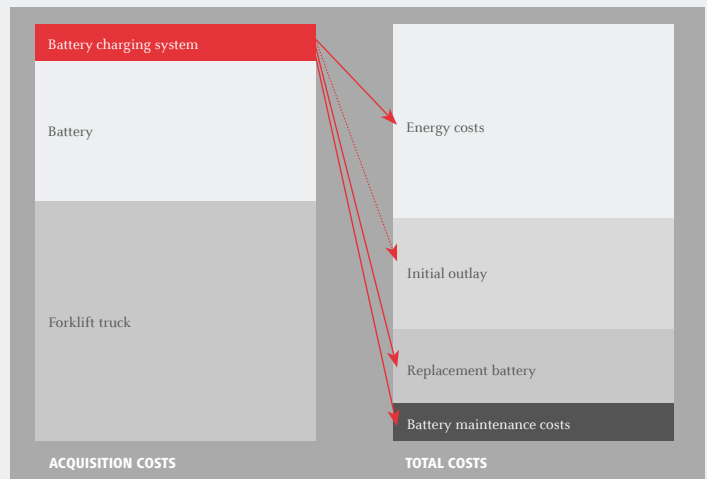 Battery charging system
Battery
Forklift truck
ACQUISITION COSTS
Energy costs
Initial outlay
Replacement battery
Battery maintenance costs
TOTAL COSTS